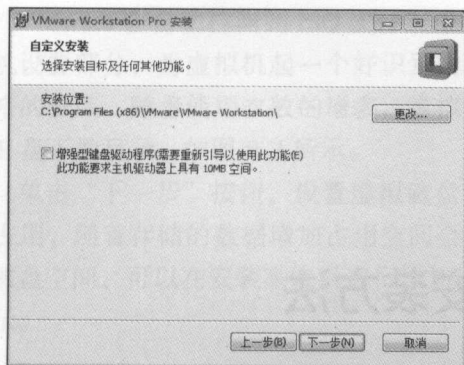 VMware Workstation Pro 安装
自定义安装
选择安装目标及任何其他功能。
安装位置:
C:\Program Files (x86)\VMware\VMware Workstation\
更改...
增强型键盘驱动程序(需要重新引导以使用此功能(E)
此功能要求主机驱动器上具有 10MB 空间。
上一步(B)
下一步(N)
取消